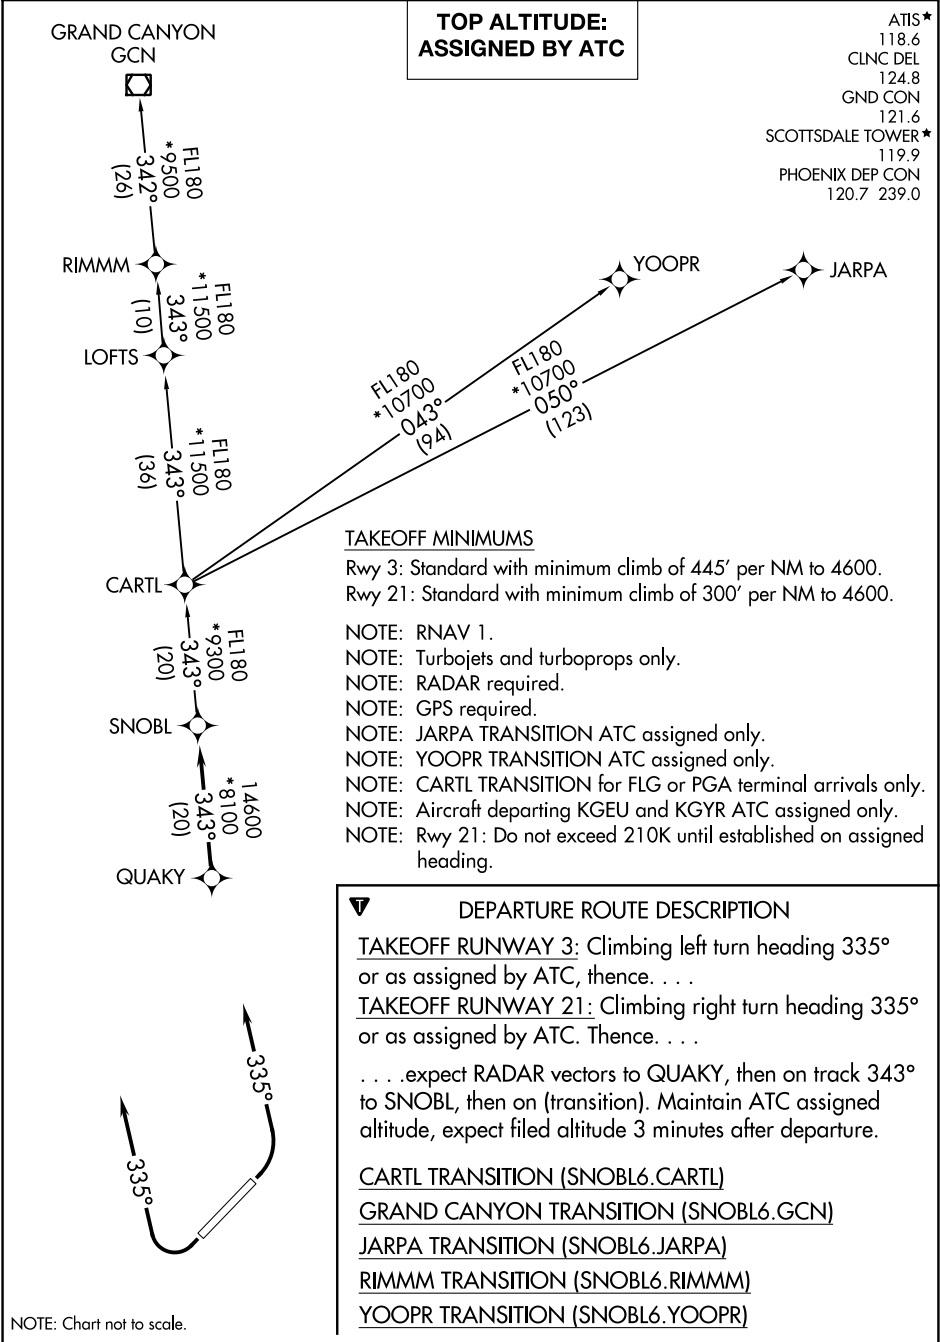 TOP ALTITUDE:
ASSIGNED BY ATC
ATIS★
118.6
CLNC DEL
124.8
GND CON
121.6
SCOTTSDALE TOWER★
119.9
PHOENIX DEP CON
120.7 239.0
GRAND CANYON
GCN
FL180
*9500
342°
(26)
RIMMM
FL180
*11500
343°
(10)
LOFTS
FL180
*11500
343°
(36)
YOOPR
JARPA
FL180
*10700
043°
(94)
FL180
*10700
050°
(123)
CARTL
FL180
*9300
343°
(20)
SNOBL
14600
*8100
343°
(20)
QUAKY
TAKEOFF MINIMUMS
Rwy 3: Standard with minimum climb of 445' per NM to 4600.
Rwy 21: Standard with minimum climb of 300' per NM to 4600.
NOTE: RNAV 1.
NOTE: Turbojets and turboprops only.
NOTE: RADAR required.
NOTE: GPS required.
NOTE: JARPA TRANSITION ATC assigned only.
NOTE: YOOPR TRANSITION ATC assigned only.
NOTE: CARTL TRANSITION for FLG or PGA terminal arrivals only.
NOTE: Aircraft departing KGEU and KGYR ATC assigned only.
NOTE: Rwy 21: Do not exceed 210K until established on assigned
heading.
T
DEPARTURE ROUTE DESCRIPTION
TAKEOFF RUNWAY 3: Climbing left turn heading 335°
or as assigned by ATC, thence. . . .
TAKEOFF RUNWAY 21: Climbing right turn heading 335°
or as assigned by ATC. Thence. . . .
. . . .expect RADAR vectors to QUAKY, then on track 343°
to SNOBL, then on (transition). Maintain ATC assigned
altitude, expect filed altitude 3 minutes after departure.
CARTL TRANSITION (SNOBL6.CARTL)
GRAND CANYON TRANSITION (SNOBL6.GCN)
JARPA TRANSITION (SNOBL6.JARPA)
RIMMM TRANSITION (SNOBL6.RIMMM)
YOOPR TRANSITION (SNOBL6.YOOPR)
335°
335°
NOTE: Chart not to scale.